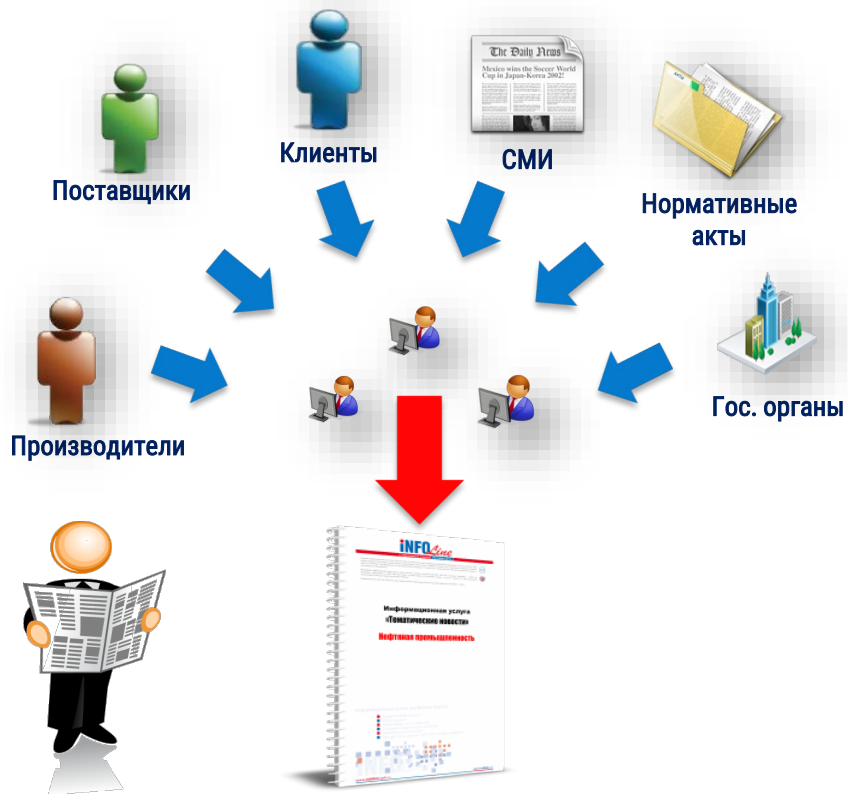 Клиенты
The Daily News
Mexico wins the Soccer World
Cup in Japan-Korea 2002!
СМИ
Поставщики
Нормативные
акты
Гос. органы
Производители
iNFOLine
Информационная услуга
«Тематические новости»
Нефтяная промышленность